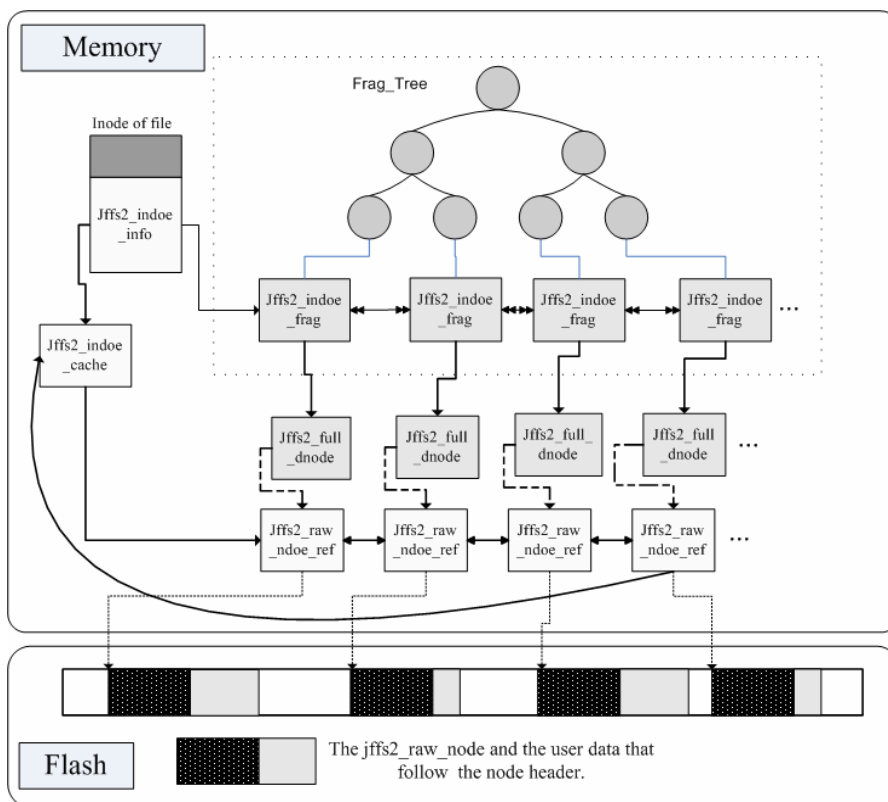 Memory
Frag_Tree
Inode of file
Jffs2_indoe
_info
Jffs2_indoe
_frag
Jffs2_indoe
_frag
Jffs2_indoe
_frag
Jffs2_indoe
_frag
...
Jffs2_indoe
_cache
Jffs2_full
_dnode
Jffs2_full
_dnode
Jffs2_full_
dnode
Jffs2_full
_dnode
...
Jffs2_raw
_ndoe_ref
Jffs2_raw
_ndoe_ref
Jffs2_raw
_ndoe_ref
Jffs2_raw
_ndoe_ref
...
Flash
The jffs2_raw_node and the user data that
follow the node header.